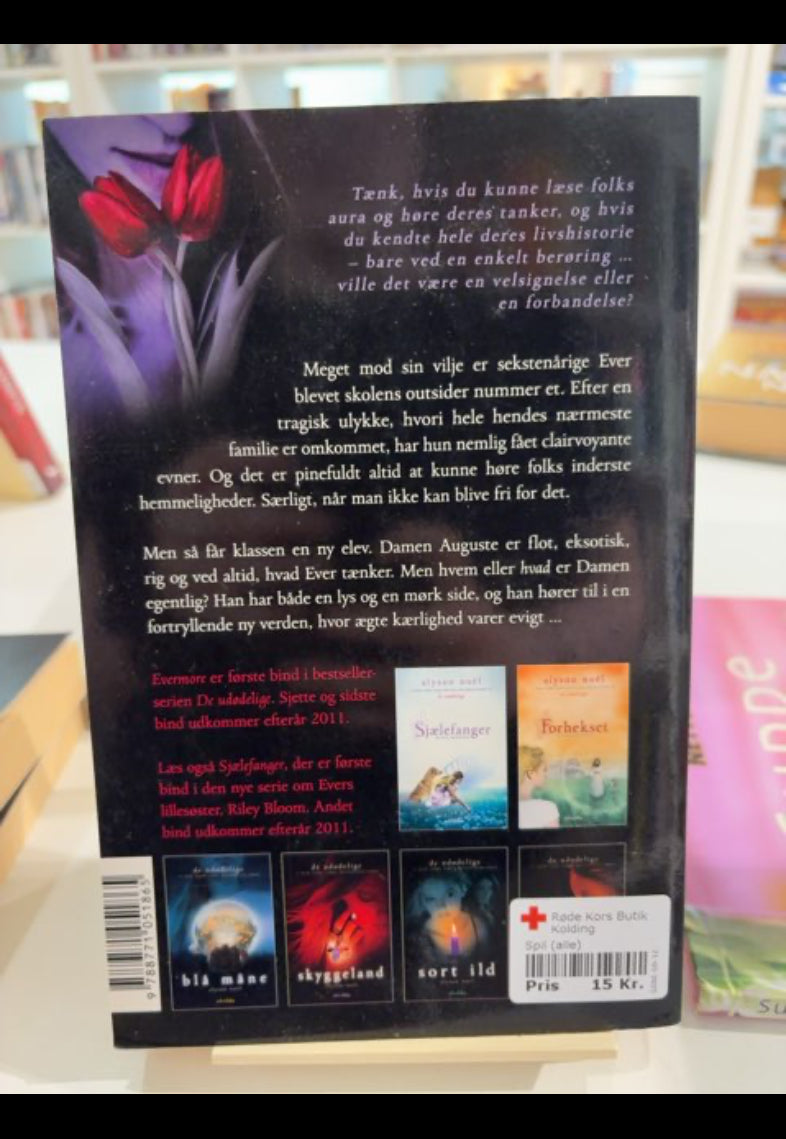 Tænk, hvis du kunne læse folks
aura og høre deres tanker, og hvis
du kendte hele deres livshistorie
– bare ved en enkelt berøring ...
ville det være en velsignelse eller
en forbandelse?
Meget mod sin vilje er sekstenårige Ever
blevet skolens outsider nummer et. Efter en
tragisk ulykke, hvori hele hendes nærmeste
familie er omkommet, har hun nemlig fået clairvoyante
evner. Og det er pinefuldt altid at kunne høre folks inderste
hemmeligheder. Særligt, når man ikke kan blive fri for det.
Men så får klassen en ny elev. Damen Auguste er flot, eksotisk,
rig og ved altid, hvad Ever tænker. Men hvem eller hvad er Damen
egentlig? Han har både en lys og en mørk side, og han hører til i en
fortryllende ny verden, hvor ægte kærlighed varer evigt ...
Evermore er første bind i bestseller-
serien De udødelige. Sjette og sidste
bind udkommer efterår 2011.
Læs også Sjælefanger, der er første
bind i den nye serie om Evers
lillesøster, Riley Bloom. Andet
bind udkommer efterår 2011.
alyson noël
Sjælefanger
alyson noël
Forhekset
de udødelige
blå måne
de udødelige
skyggeland
de udødelige
sort ild
de udødelige
9 788771 051865
Røde Kors Butik
Kolding
Spil (alle)
Pris 15 Kr.